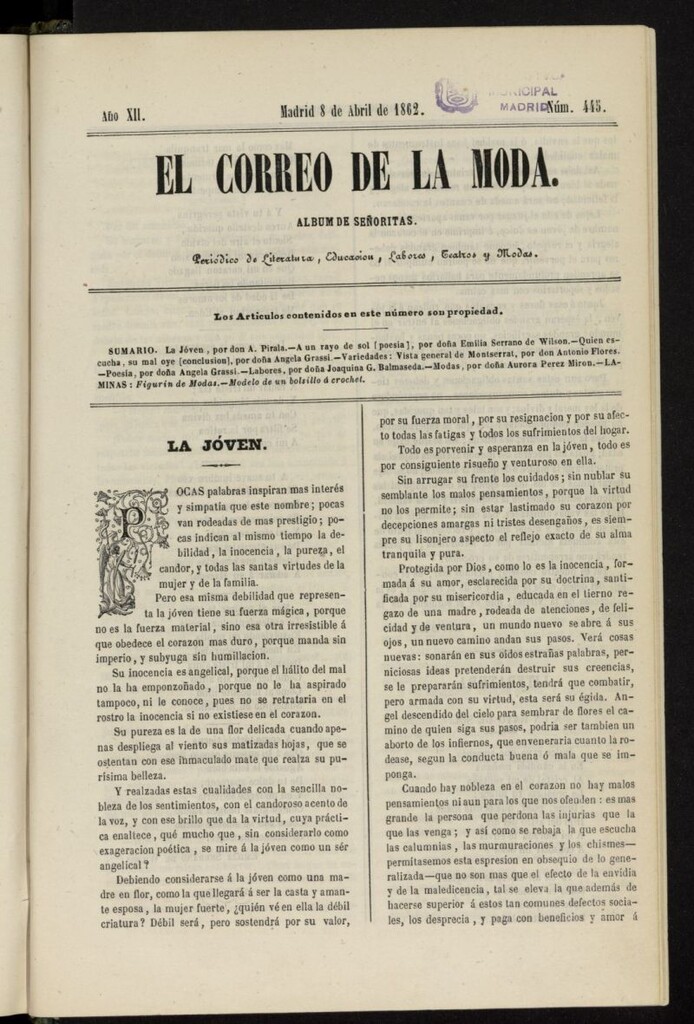 Año XII.
Madrid 8 de Abril de 1862.
MUNICIPAL
MADRID
Núm. 445.
EL CORREO DE LA MODA.
ALBUM DE SEÑORITAS.
Periódico de Literatura, Educacion, Labores, Teatros y Modas.
Los Artículos contenidos en este número son propiedad.
SUMARIO. La Jóven, por don A. Pirala.—A un rayo de sol [poesía], por doña Emilia Serrano de Wilson.—Quien es-
cucha, su mal oye [conclusion], por doña Angela Grassi.—Variedades: Vista general de Montserrat, por don Antonio Flores.
—Poesía, por doña Angela Grassi.—Labores, por doña Joaquina G. Balmaseda.—Modas, por doña Aurora Perez Miron.—LÁ-
MINAS: Figurin de Modas.—Modelo de un bolsillo á crochet.
LA JÓVEN.
POCAS palabras inspiran mas interés
y simpatía que este nombre; pocas
van rodeadas de mas prestigio; po-
cas indican al mismo tiempo la de-
bilidad, la inocencia, la pureza, el
candor, y todas las santas virtudes de la
mujer y de la familia.
Pero esa misma debilidad que represen-
ta la jóven tiene su fuerza mágica, porque
no es la fuerza material, sino esa otra irresistible á
que obedece el corazon mas duro, porque manda sin
imperio, y subyuga sin humillacion.
Su inocencia es angelical, porque el hálito del mal
no la ha emponzoñado, porque no le ha aspirado
tampoco, ni le conoce, pues no se retrataria en el
rostro la inocencia si no existiese en el corazon.
Su pureza es la de una flor delicada cuando ape-
nas despliega al viento sus matizadas hojas, que se
ostentan con ese inmaculado mate que realza su pu-
rísima belleza.
Y realzadas estas cualidades con la sencilla no-
bleza de los sentimientos, con el candoroso acento de
la voz, y con ese brillo que da la virtud, cuya prácti-
ca enaltece, qué mucho que, sin considerarlo como
exageracion poética, se mire á la jóven como un sér
angelical?
Debiendo considerarse á la jóven como una ma-
dre en flor, como la que llegará á ser la casta y aman-
te esposa, la mujer fuerte, ¿quién vé en ella la débil
criatura? Débil será, pero sostendrá por su valor,
por su fuerza moral, por su resignacion y por su afec-
to todas las fatigas y todos los sufrimientos del hogar.
Todo es porvenir y esperanza en la jóven, todo es
por consiguiente risueño y venturoso en ella.
Sin arrugar su frente los cuidados; sin nublar su
semblante los malos pensamientos, porque la virtud
no los permite; sin estar lastimado su corazon por
decepciones amargas ni tristes desengaños, es siem-
pre su lisonjero aspecto el reflejo exacto de su alma
tranquila y pura.
Protegida por Dios, como lo es la inocencia, for-
mada á su amor, esclarecida por su doctrina, santi-
ficada por su misericordia, educada en el tierno re-
gazo de una madre, rodeada de atenciones, de feli-
cidad y de ventura, un mundo nuevo se abre á sus
ojos, un nuevo camino andan sus pasos. Verá cosas
nuevas: sonarán en sus oidos estrañas palabras, per-
niciosas ideas pretenderán destruir sus creencias,
se le prepararán sufrimientos, tendrá que combatir,
pero armada con su virtud, esta será su égida. An-
gel descendido del cielo para sembrar de flores el ca-
mino de quien siga sus pasos, podria ser tambien un
aborto de los infiernos, que envenenaria cuanto la ro-
dease, segun la conducta buena ó mala que se im-
ponga.
Cuando hay nobleza en el corazon no hay malos
pensamientos ni aun para los que nos ofenden: es mas
grande la persona que perdona las injurias que la
que las venga; y así como se rebaja la que escucha
las calumnias, las murmuraciones y los chismes—
permítasemos esta espresion en obsequio de lo gene-
ralizada—que no son mas que el efecto de la envidia
y de la maledicencia, tal se eleva la que además de
hacerse superior á estos tan comunes defectos socia-
les, los desprecia, y paga con beneficios y amor á